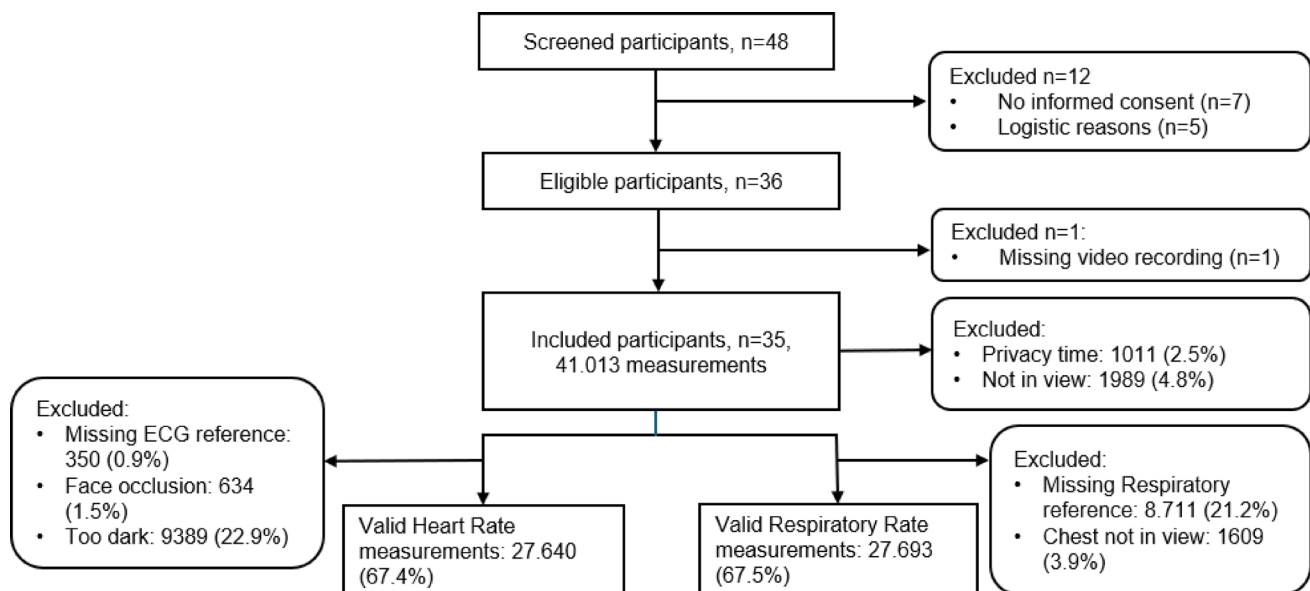 Screened participants, n=48
Excluded n=12
• No informed consent (n=7)
• Logistic reasons (n=5)
Eligible participants, n=36
Excluded n=1:
• Missing video recording (n=1)
Included participants, n=35,
41.013 measurements
Excluded:
• Privacy time: 1011 (2.5%)
• Not in view: 1989 (4.8%)
Excluded:
• Missing ECG reference:
350 (0.9%)
• Face occlusion: 634
(1.5%)
• Too dark: 9389 (22.9%)
Valid Heart Rate
measurements: 27.640
(67.4%)
Valid Respiratory Rate
measurements: 27.693
(67.5%)
Excluded:
• Missing Respiratory
reference: 8.711 (21.2%)
• Chest not in view: 1609
(3.9%)